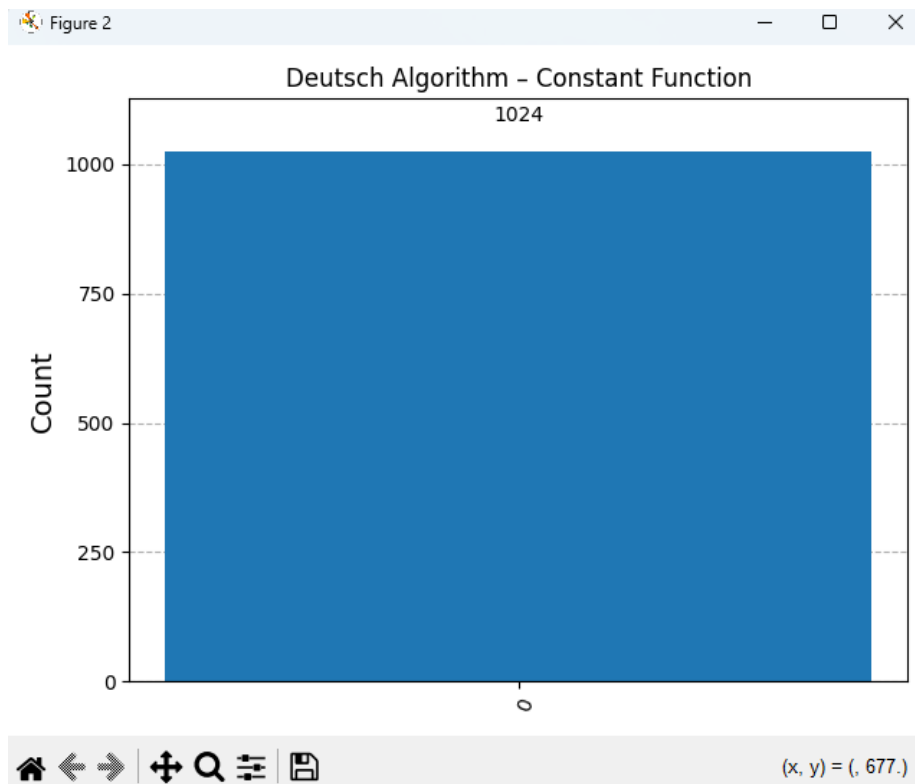 Figure 2
Deutsch Algorithm – Constant Function
1024
1000
750
500
250
0
Count
0
(x, y) = (, 677.)